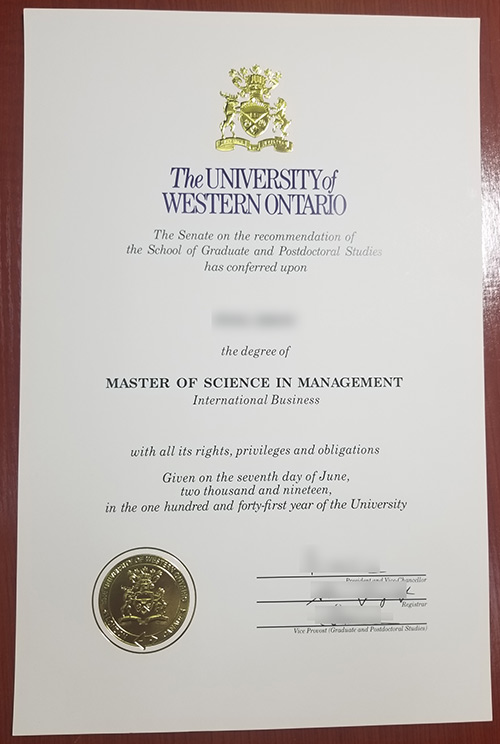 The UNIVERSITY of
WESTERN ONTARIO
The Senate on the recommendation of
the School of Graduate and Postdoctoral Studies
has conferred upon
the degree of
MASTER OF SCIENCE IN MANAGEMENT
International Business
with all its rights, privileges and obligations
Given on the seventh day of June,
two thousand and nineteen,
in the one hundred and forty-first year of the University
President and Vice-Chancellor
Registrar
Vice Provost (Graduate and Postdoctoral Studies)